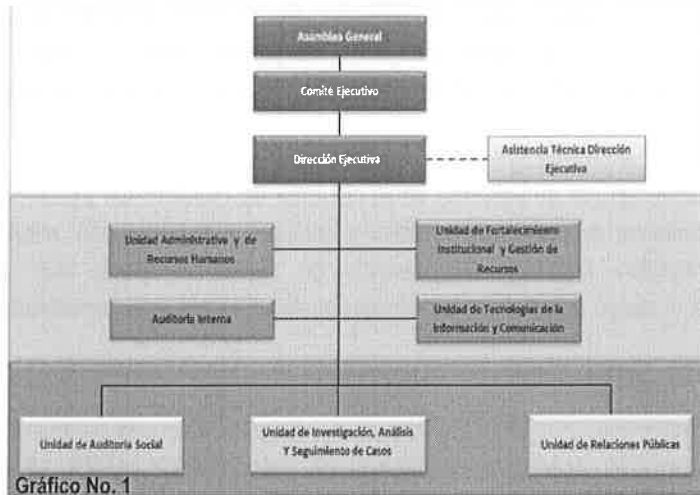 Asamblea General
Comité Ejecutivo
Dirección Ejecutiva
Asistencia Técnica Dirección
Ejecutiva
Unidad Administrativa y de
Recursos Humanos
Unidad de Fortalecimiento
Institucional y Gestión de
Recursos
Auditoría Interna
Unidad de Tecnologías de la
Información y Comunicación
Unidad de Auditoría Social
Unidad de Investigación, Análisis
Y Seguimiento de Casos
Unidad de Relaciones Públicas
Gráfico No. 1